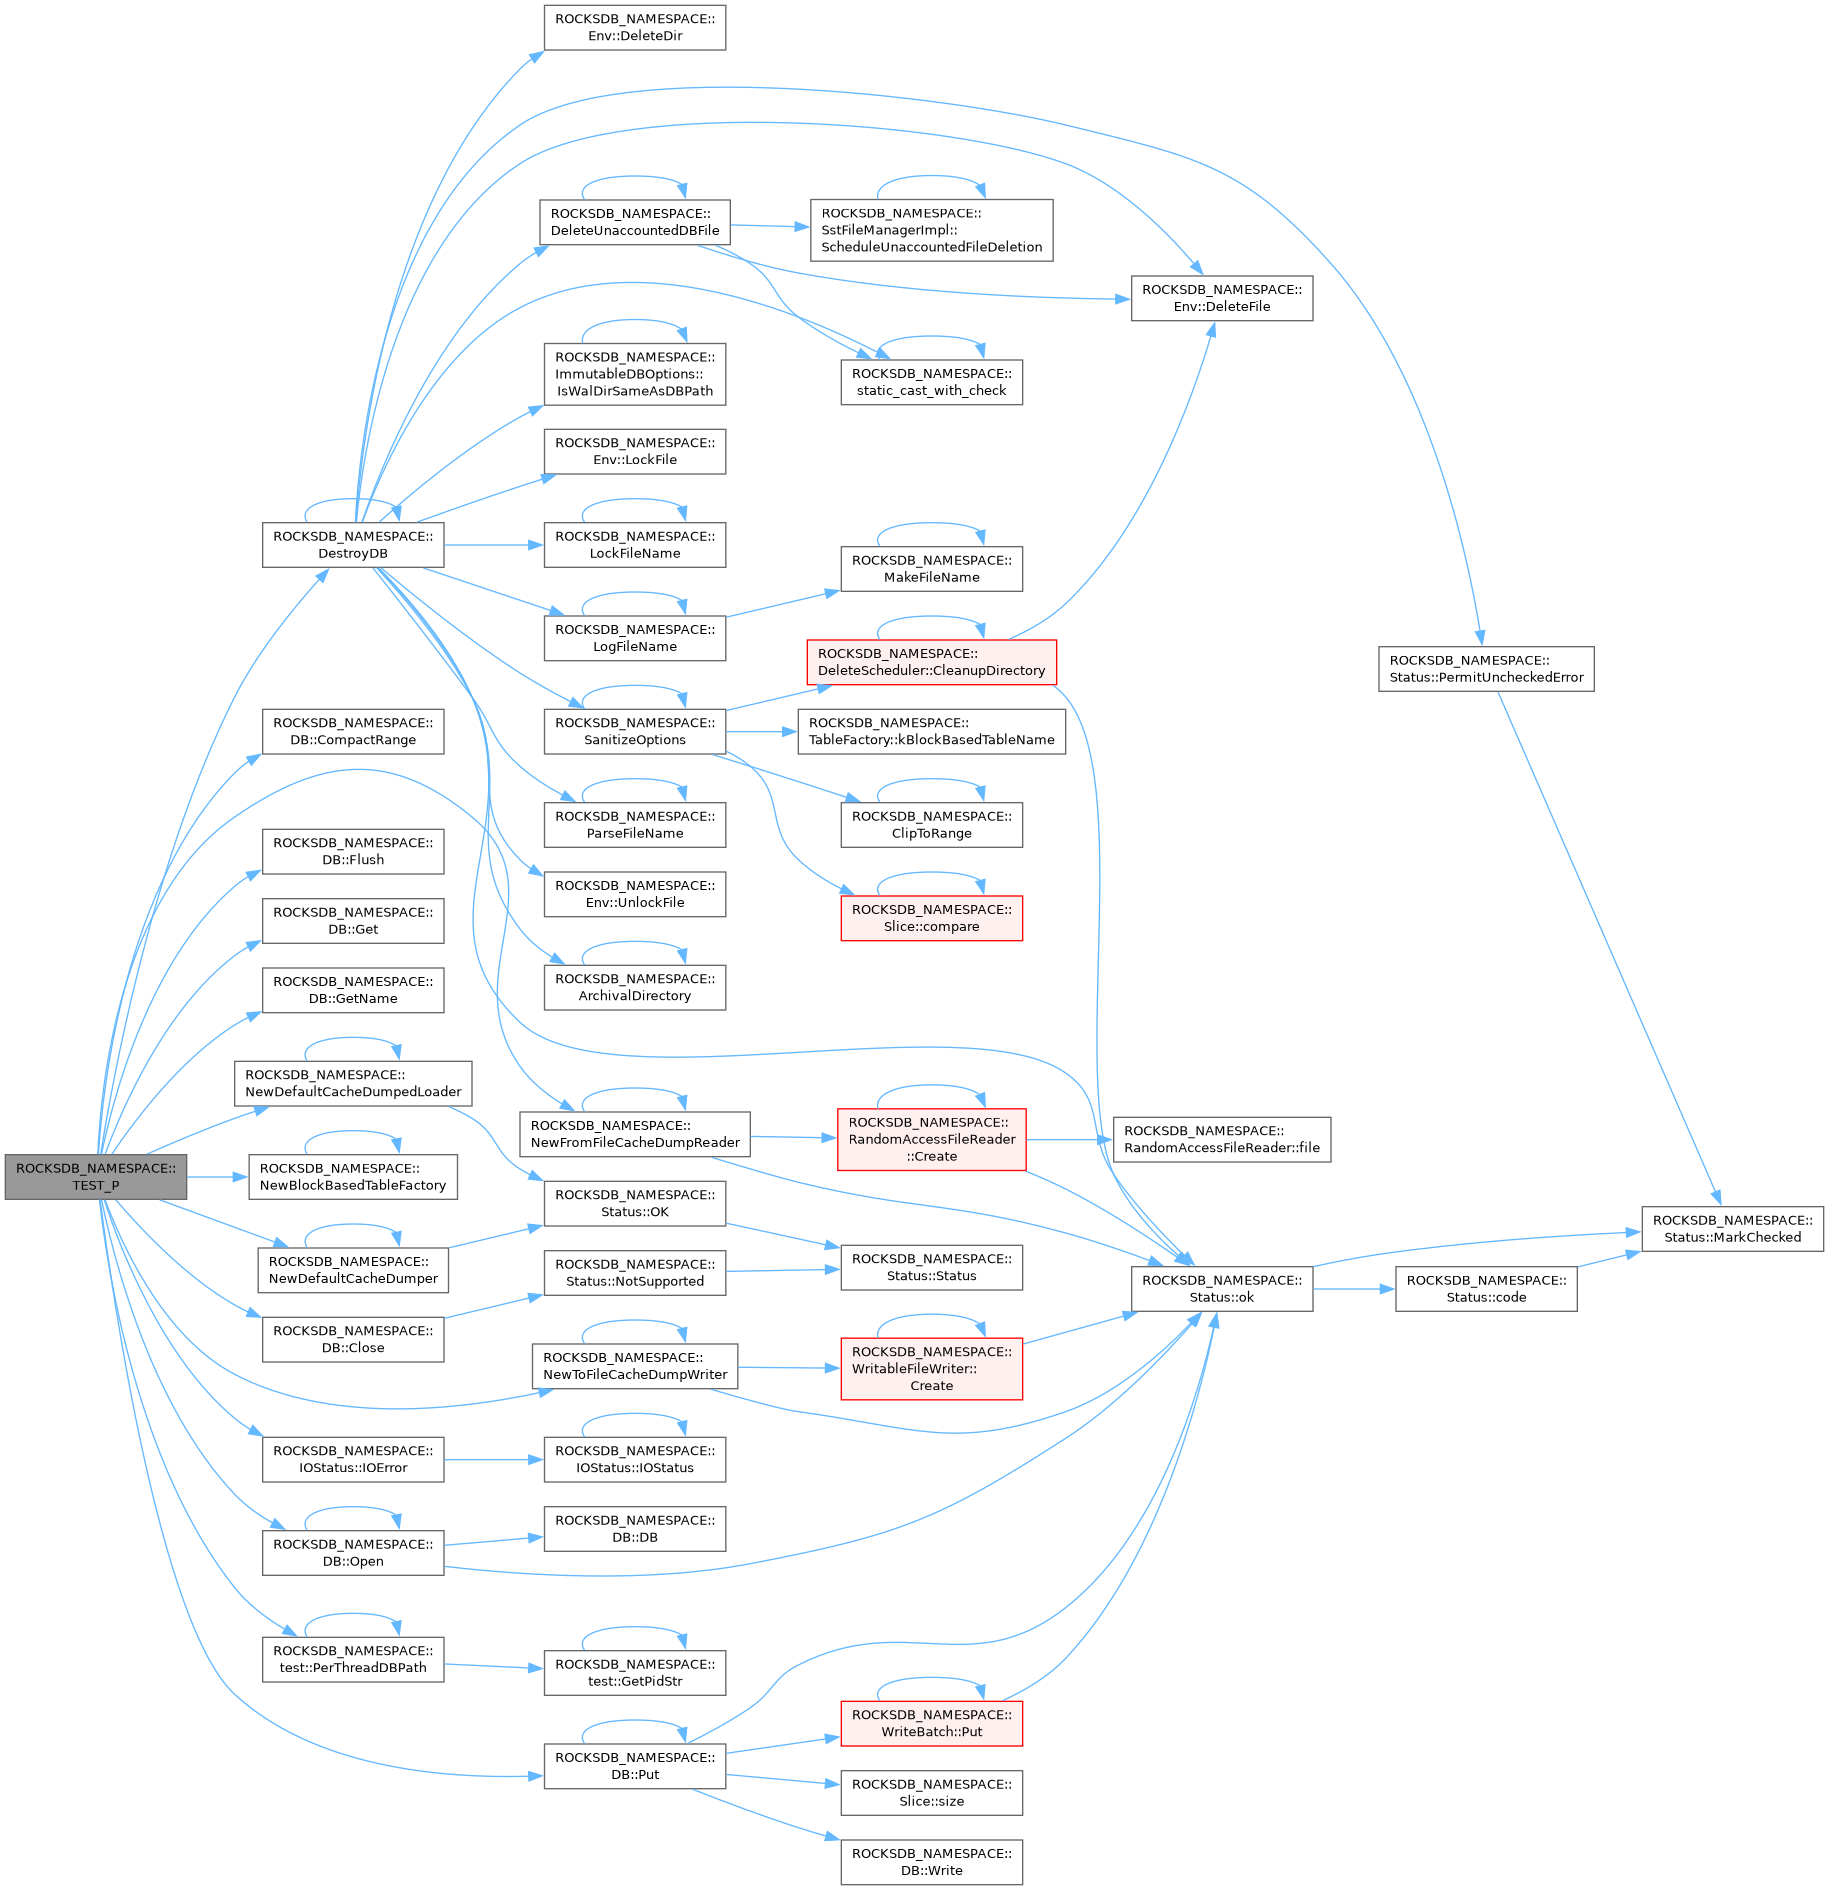 ROCKSDB_NAMESPACE::
TEST_P
ROCKSDB_NAMESPACE::
DestroyDB
ROCKSDB_NAMESPACE::
DB::CompactRange
ROCKSDB_NAMESPACE::
DB::Flush
ROCKSDB_NAMESPACE::
DB::Get
ROCKSDB_NAMESPACE::
DB::GetName
ROCKSDB_NAMESPACE::
NewDefaultCacheDumpedLoader
ROCKSDB_NAMESPACE::
NewBlockBasedTableFactory
ROCKSDB_NAMESPACE::
NewDefaultCacheDumper
ROCKSDB_NAMESPACE::
DB::Close
ROCKSDB_NAMESPACE::
IOStatus::IOError
ROCKSDB_NAMESPACE::
DB::Open
ROCKSDB_NAMESPACE::
test::PerThreadDBPath
ROCKSDB_NAMESPACE::
Env::DeleteDir
ROCKSDB_NAMESPACE::
DeleteUnaccountedDBFile
ROCKSDB_NAMESPACE::
ImmutableDBOptions::
IsWalDirSameAsDBPath
ROCKSDB_NAMESPACE::
Env::LockFile
ROCKSDB_NAMESPACE::
LockFileName
ROCKSDB_NAMESPACE::
LogFileName
ROCKSDB_NAMESPACE::
SanitizeOptions
ROCKSDB_NAMESPACE::
ParseFileName
ROCKSDB_NAMESPACE::
Env::UnlockFile
ROCKSDB_NAMESPACE::
ArchivalDirectory
ROCKSDB_NAMESPACE::
NewFromFileCacheDumpReader
ROCKSDB_NAMESPACE::
Status::OK
ROCKSDB_NAMESPACE::
Status::NotSupported
ROCKSDB_NAMESPACE::
NewToFileCacheDumpWriter
ROCKSDB_NAMESPACE::
IOStatus::IOStatus
ROCKSDB_NAMESPACE::
DB::DB
ROCKSDB_NAMESPACE::
test::GetPidStr
ROCKSDB_NAMESPACE::
DB::Put
ROCKSDB_NAMESPACE::
SstFileManagerImpl::
ScheduleUnaccountedFileDeletion
ROCKSDB_NAMESPACE::
static_cast_with_check
ROCKSDB_NAMESPACE::
MakeFileName
ROCKSDB_NAMESPACE::
DeleteScheduler::CleanupDirectory
ROCKSDB_NAMESPACE::
TableFactory::kBlockBasedTableName
ROCKSDB_NAMESPACE::
ClipToRange
ROCKSDB_NAMESPACE::
Slice::compare
ROCKSDB_NAMESPACE::
RandomAccessFileReader
::Create
ROCKSDB_NAMESPACE::
Status::Status
ROCKSDB_NAMESPACE::
WritableFileWriter::
Create
ROCKSDB_NAMESPACE::
WriteBatch::Put
ROCKSDB_NAMESPACE::
Slice::size
ROCKSDB_NAMESPACE::
DB::Write
ROCKSDB_NAMESPACE::
Env::DeleteFile
ROCKSDB_NAMESPACE::
RandomAccessFileReader::file
ROCKSDB_NAMESPACE::
Status::ok
ROCKSDB_NAMESPACE::
Status::PermitUncheckedError
ROCKSDB_NAMESPACE::
Status::code
ROCKSDB_NAMESPACE::
Status::MarkChecked